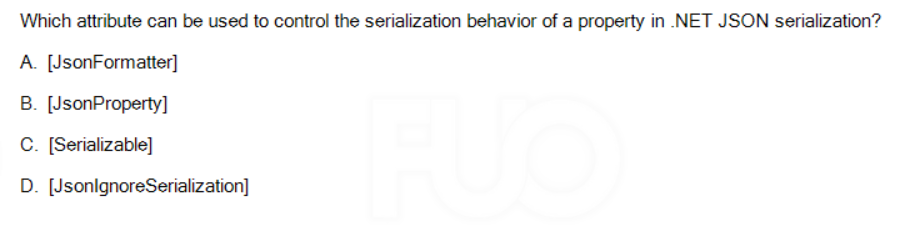 Which attribute can be used to control the serialization behavior of a property in .NET JSON serialization?
A. [JsonFormatter]
B. [JsonProperty]
C. [Serializable]
D. [JsonIgnoreSerialization]
FUO